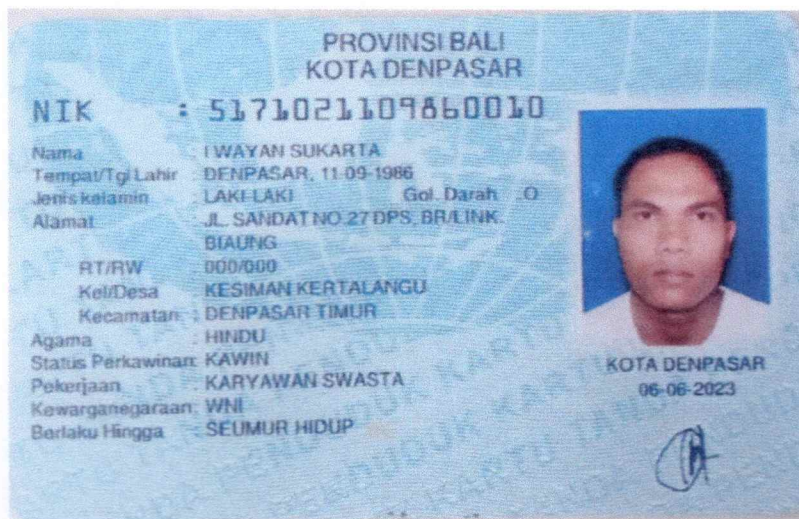 PROVINSI BALI
KOTA DENPASAR
NIK : 5171021109860010
Nama : I WAYAN SUKARTA
Tempat/Tgl Lahir : DENPASAR, 11-09-1986
Jenis kelamin : LAKI-LAKI Gol. Darah : O
Alamat : JL. SANDAT NO.27 DPS, BR/LINK.
BIAUNG
RT/RW : 000/000
Kel/Desa : KESIMAN KERTALANGU
Kecamatan : DENPASAR TIMUR
Agama : HINDU
Status Perkawinan: KAWIN
Pekerjaan : KARYAWAN SWASTA
Kewarganegaraan: WNI
Berlaku Hingga : SEUMUR HIDUP
KOTA DENPASAR
06-06-2023